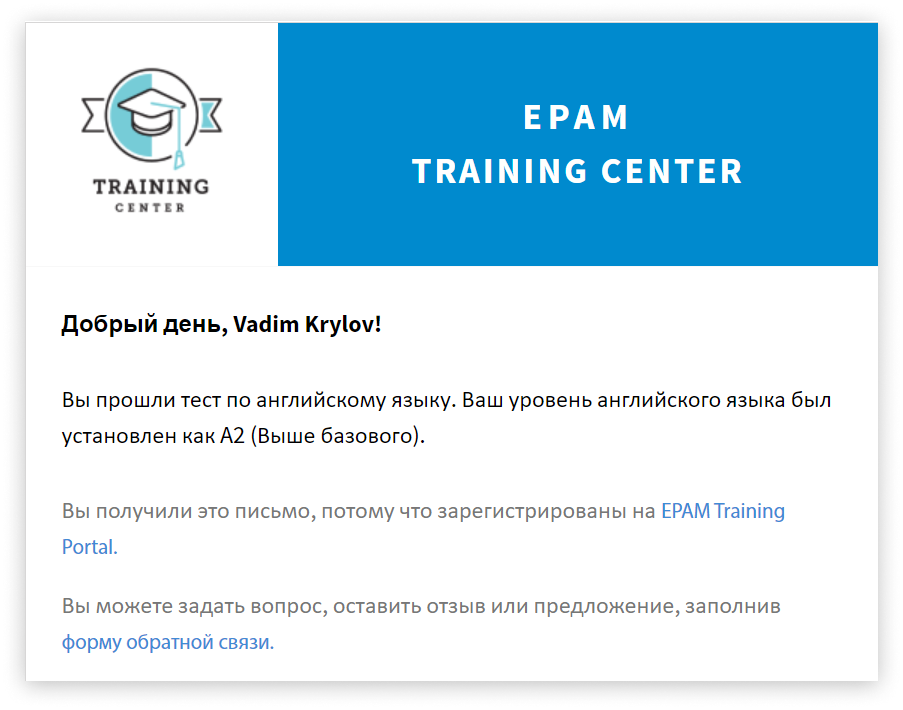 TRAINING
CENTER
EPAM
TRAINING CENTER
Добрый день, Vadim Krylov!
Вы прошли тест по английскому языку. Ваш уровень английского языка был
установлен как A2 (Выше базового).
Вы получили это письмо, потому что зарегистрированы на EPAM Training
Portal.
Вы можете задать вопрос, оставить отзыв или предложение, заполнив
форму обратной связи.